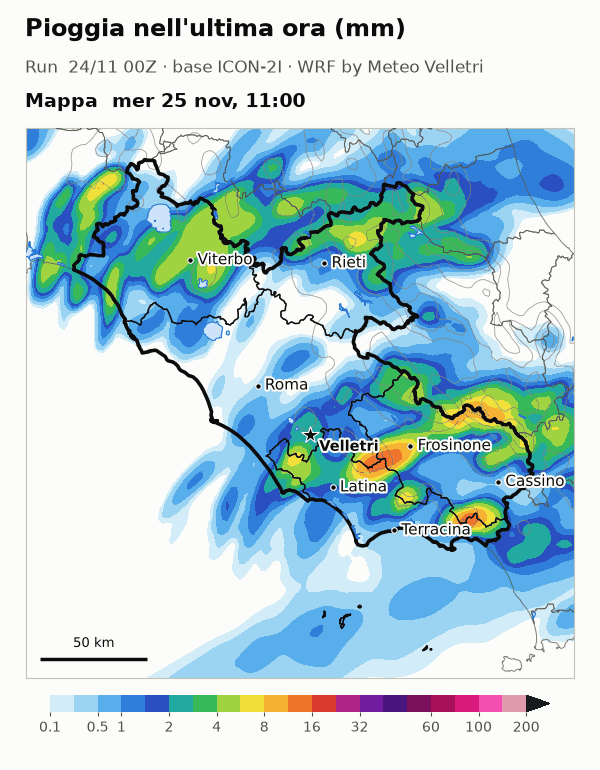 Pioggia nell'ultima ora (mm)
Run  24/11 00Z · base ICON-2I · WRF by Meteo Velletri
Mappa  mer 25 nov, 11:00
Viterbo
Rieti
Roma
Velletri
Frosinone
Latina
Cassino
Terracina
50 km
0.1 0.5 1 2 4 8 16 32 60 100 200